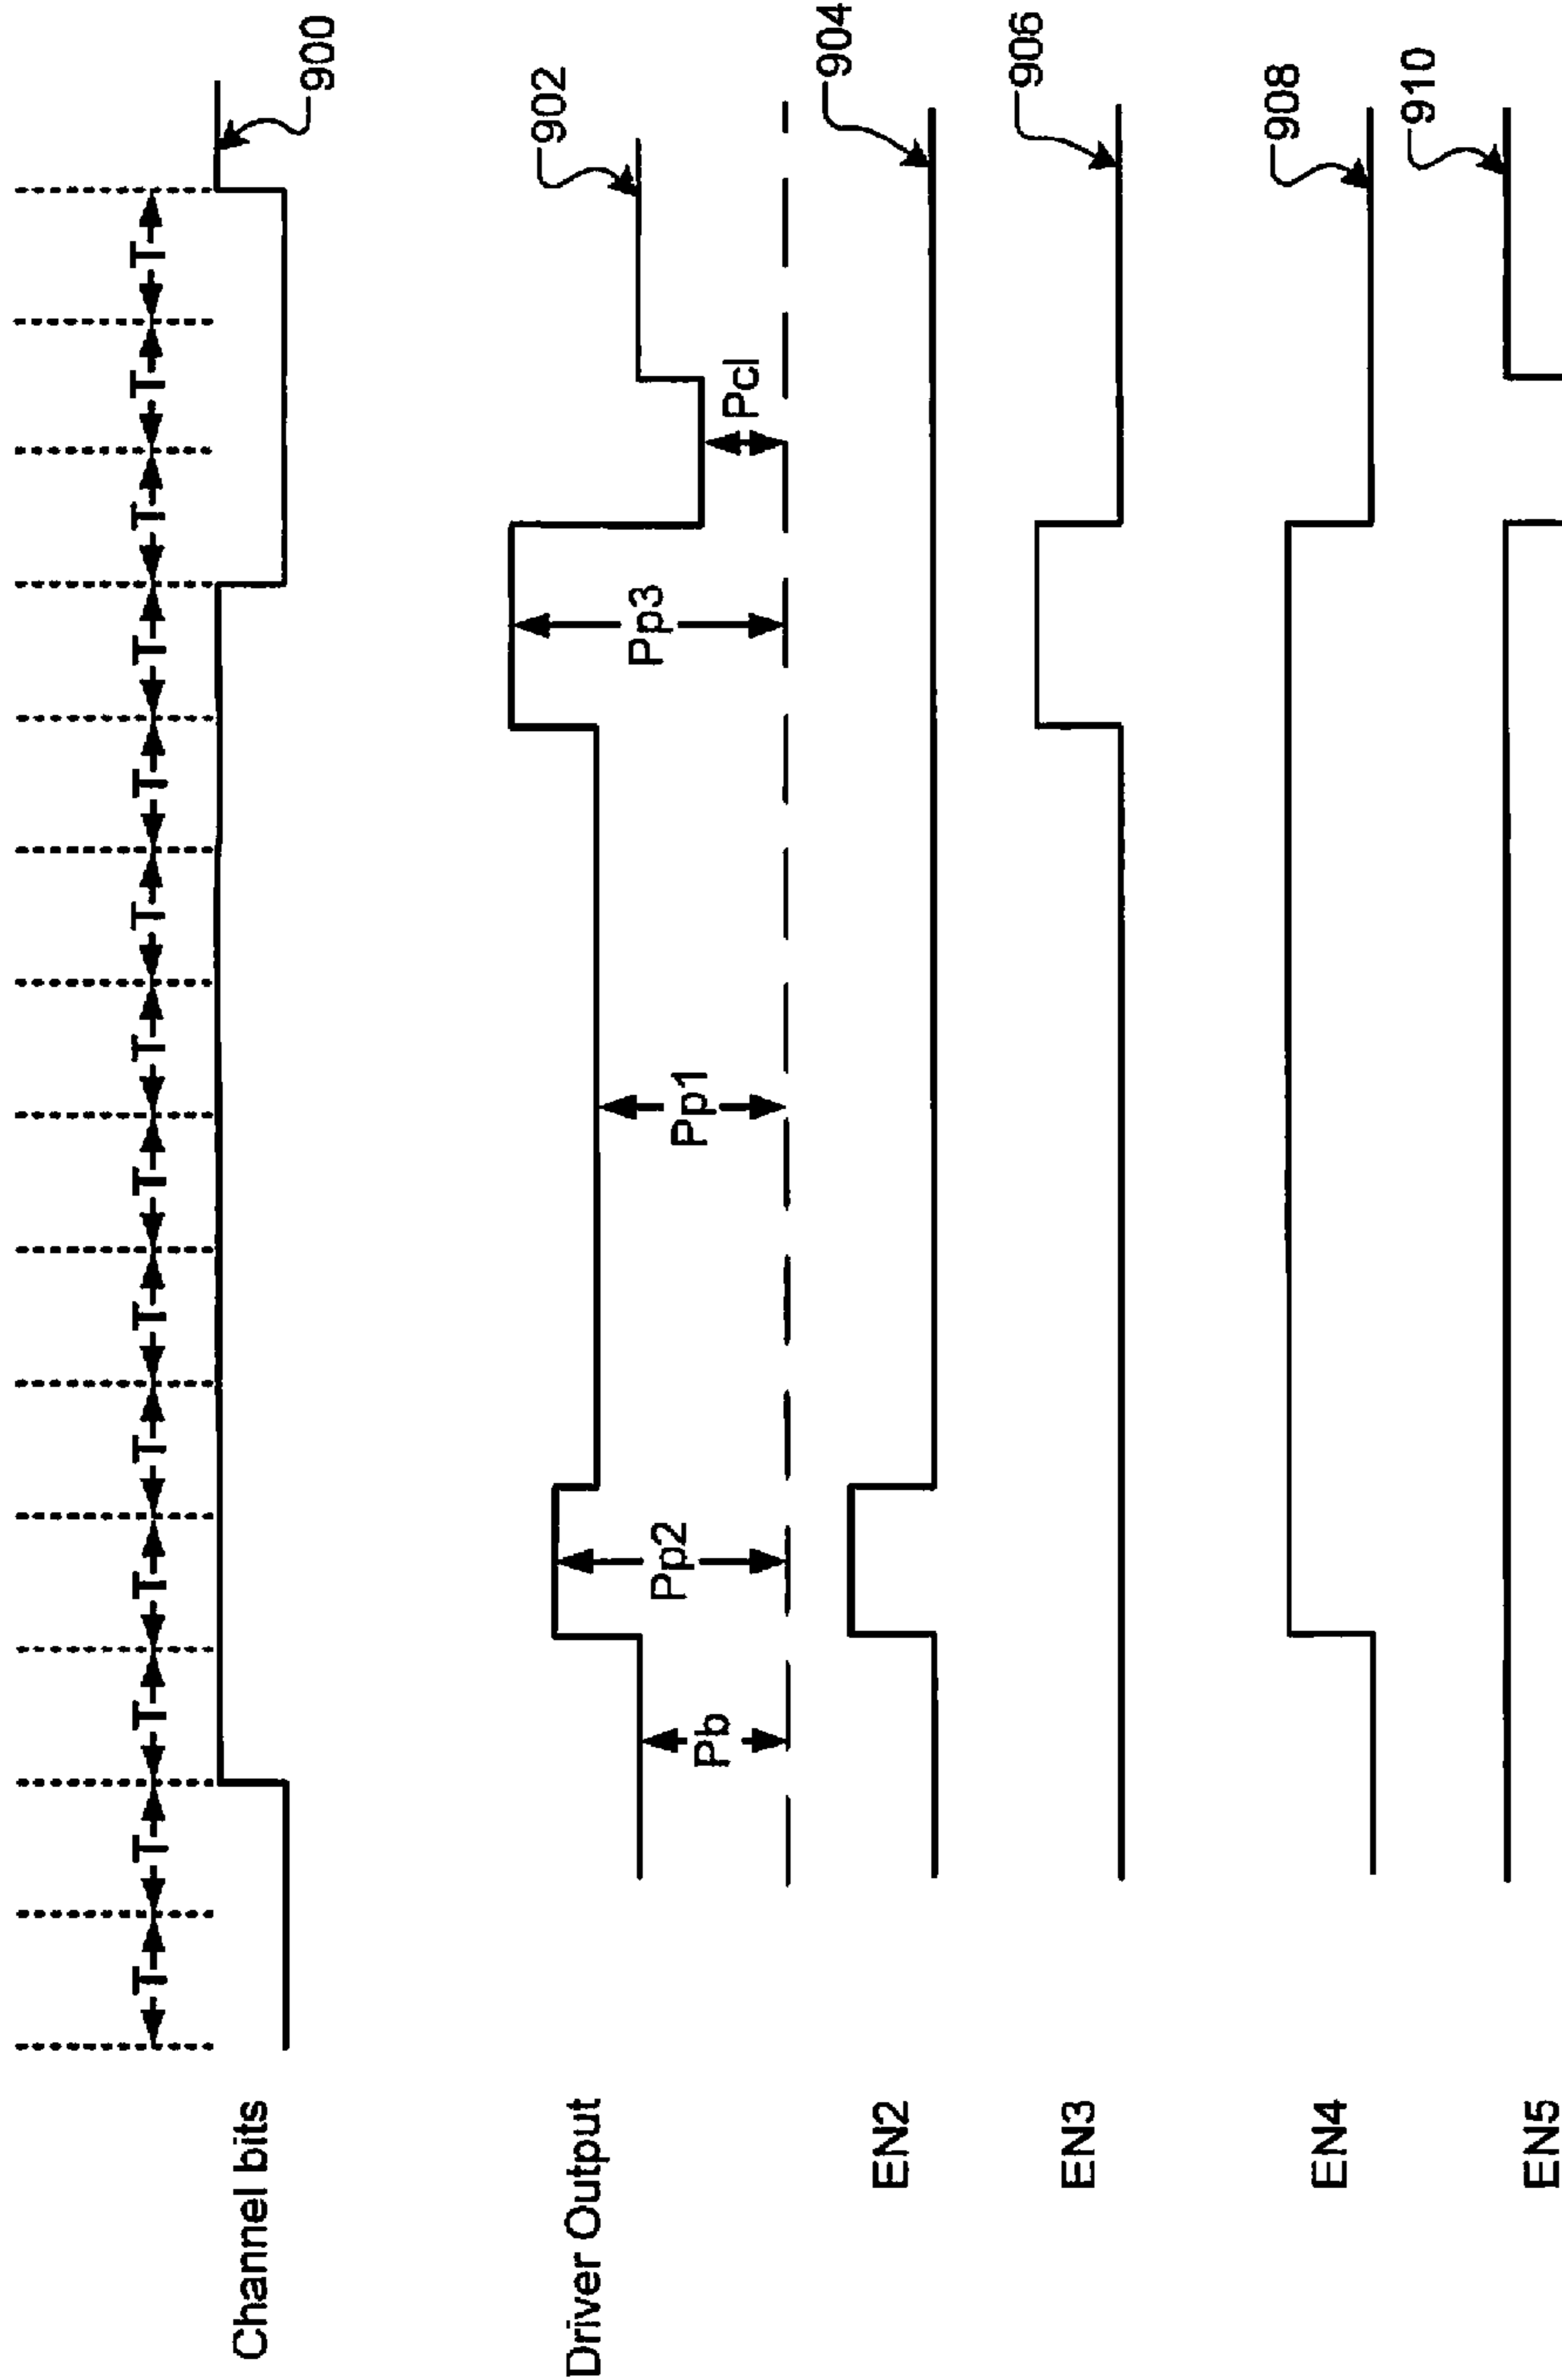 T T T T T T T T T T T T T T
Channel bits
900
Driver Output
902
Pb
Pp2
Pp1
Pp3
Pcl
EN2
904
EN3
906
EN4
908
EN5
910